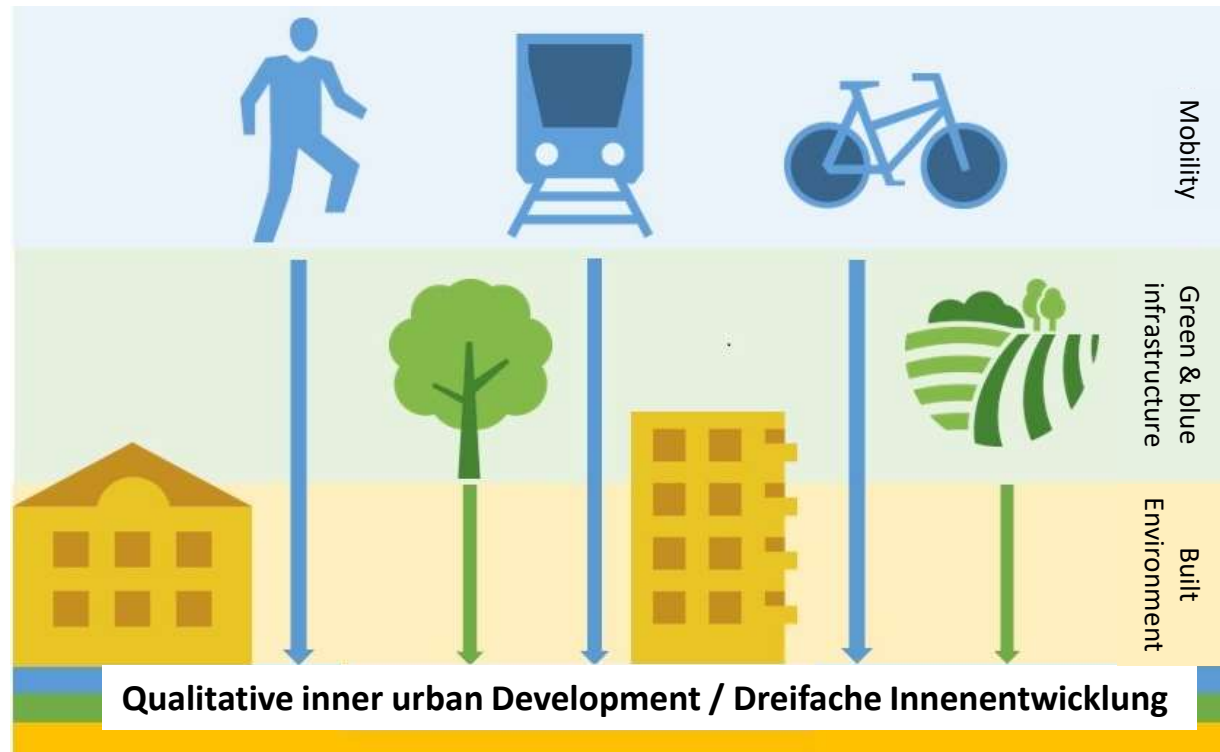 Mobility
Green & blue
infrastructure
Built
Environment
Qualitative inner urban Development / Dreifache Innenentwicklung